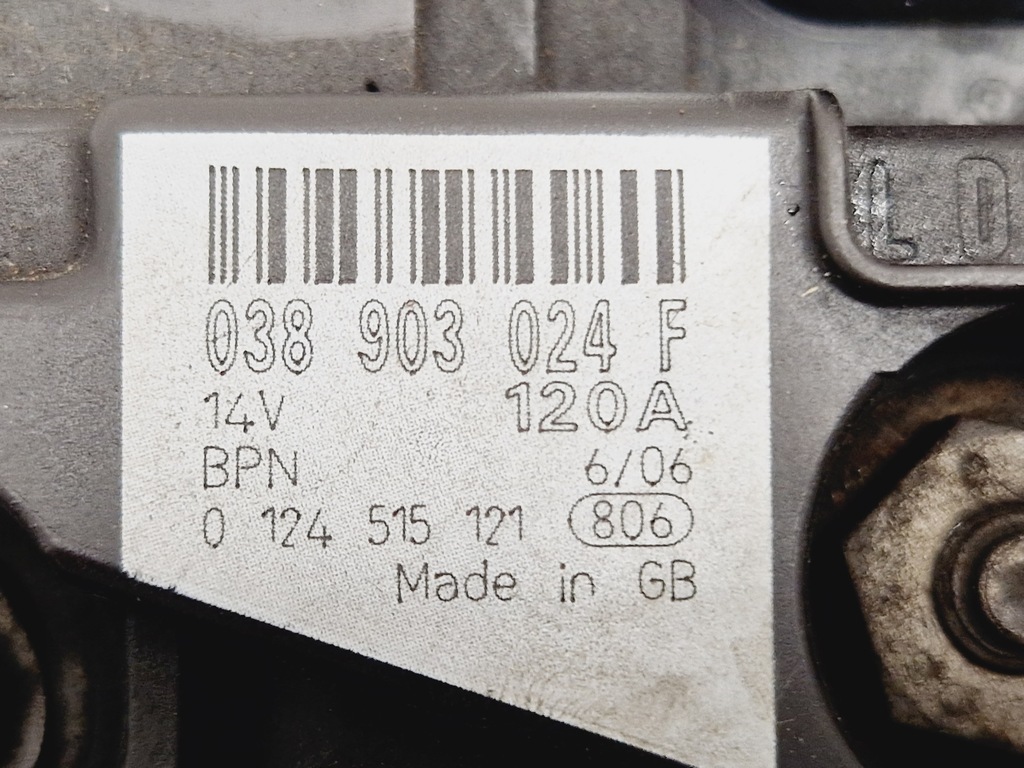 038 903 024 F
14V 120A
BPN 6/06
0 124 515 121 806
Made in GB